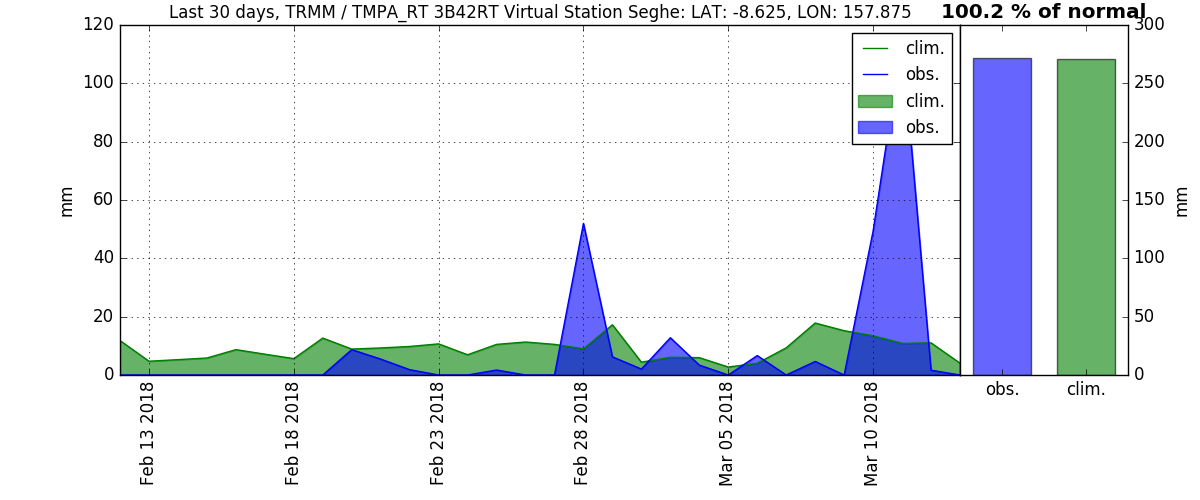 Last 30 days, TRMM / TMPA_RT 3B42RT Virtual Station Seghe: LAT: -8.625, LON: 157.875
100.2 % of normal
120
100
80
60
40
20
0
mm
clim.
obs.
clim.
obs.
300
250
200
150
100
50
0
mm
Feb 13 2018
Feb 18 2018
Feb 23 2018
Feb 28 2018
Mar 05 2018
Mar 10 2018
obs.
clim.